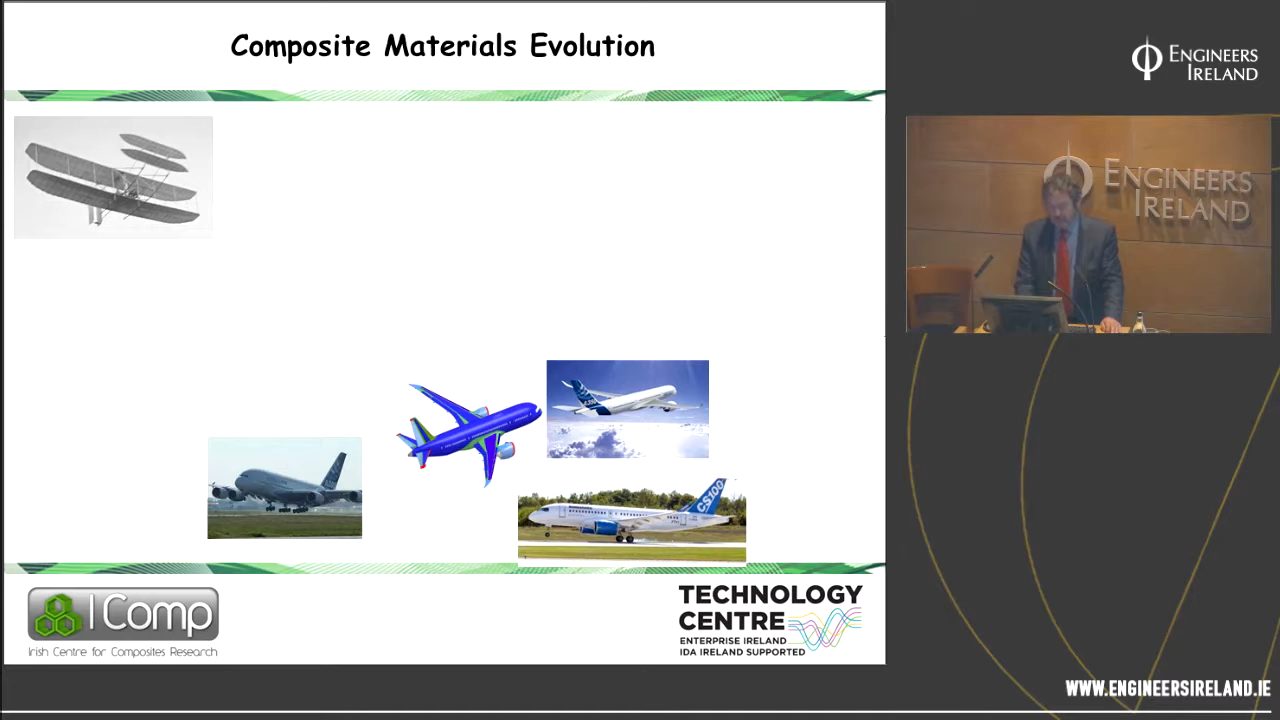 Composite Materials Evolution
ENGINEERS
IRELAND
ENGINEERS
IRELAND
CS100
I Comp
Irish Centre for Composites Research
TECHNOLOGY
CENTRE
ENTERPRISE IRELAND
IDA IRELAND SUPPORTED
WWW.ENGINEERSIRELAND.IE